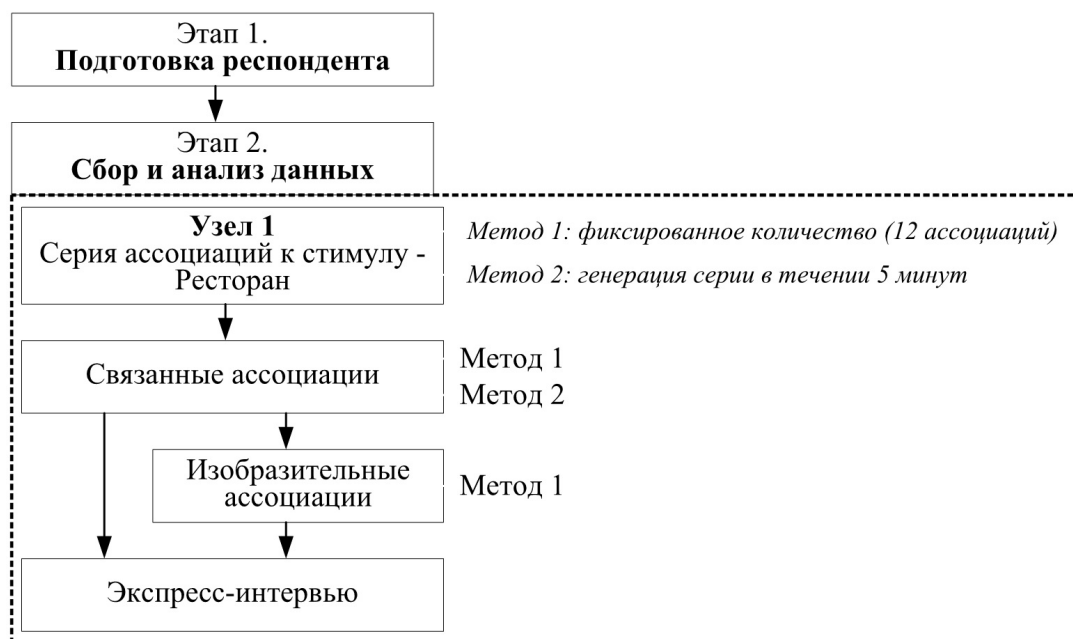 Этап 1.
Подготовка респондента
Этап 2.
Сбор и анализ данных
Узел 1
Серия ассоциаций к стимулу -
Ресторан
Метод 1: фиксированное количество (12 ассоциаций)
Метод 2: генерация серии в течении 5 минут
Связанные ассоциации
Метод 1
Метод 2
Изобразительные
ассоциации
Метод 1
Экспресс-интервью